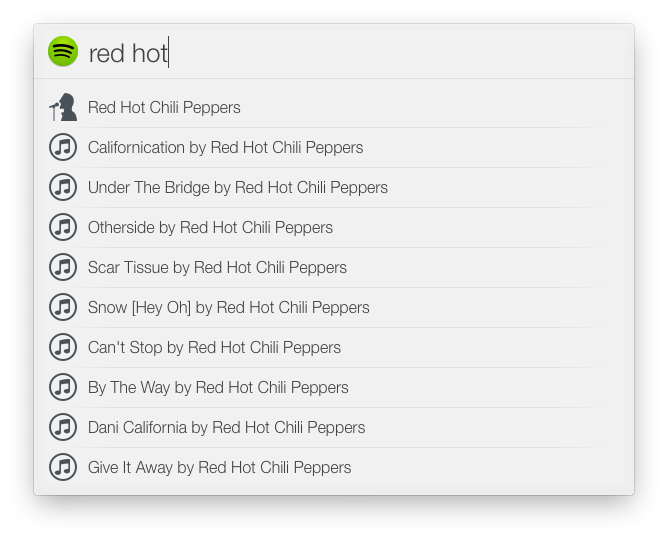 red hot
Red Hot Chili Peppers
Californication by Red Hot Chili Peppers
Under The Bridge by Red Hot Chili Peppers
Otherside by Red Hot Chili Peppers
Scar Tissue by Red Hot Chili Peppers
Snow [Hey Oh] by Red Hot Chili Peppers
Can't Stop by Red Hot Chili Peppers
By The Way by Red Hot Chili Peppers
Dani California by Red Hot Chili Peppers
Give It Away by Red Hot Chili Peppers